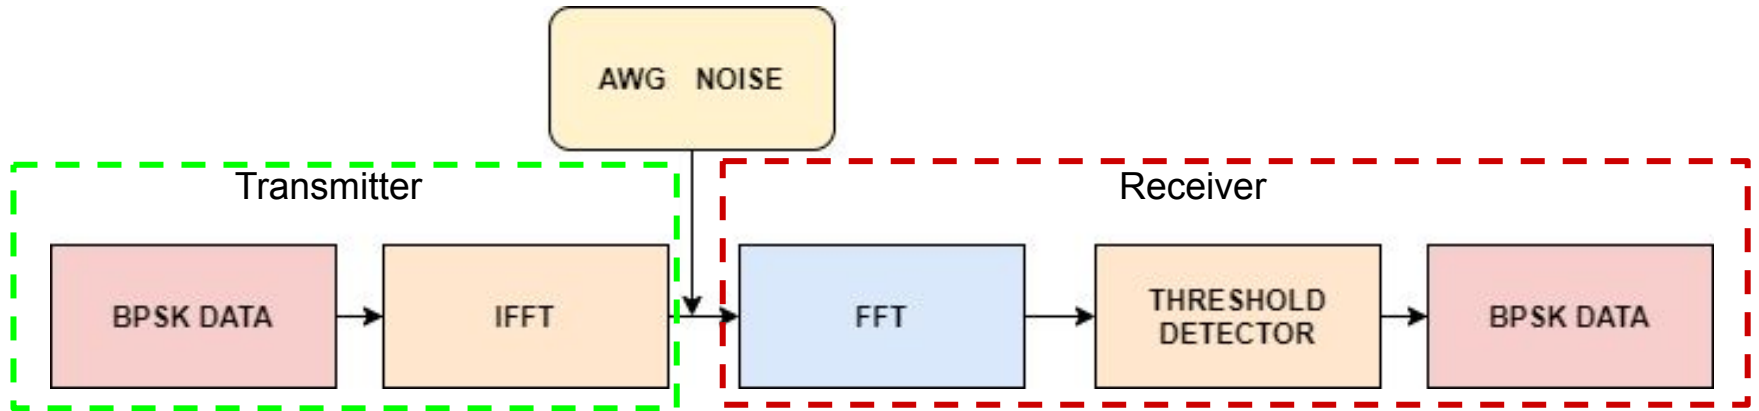 AWG NOISE
Transmitter
Receiver
BPSK DATA
IFFT
FFT
THRESHOLD
DETECTOR
BPSK DATA